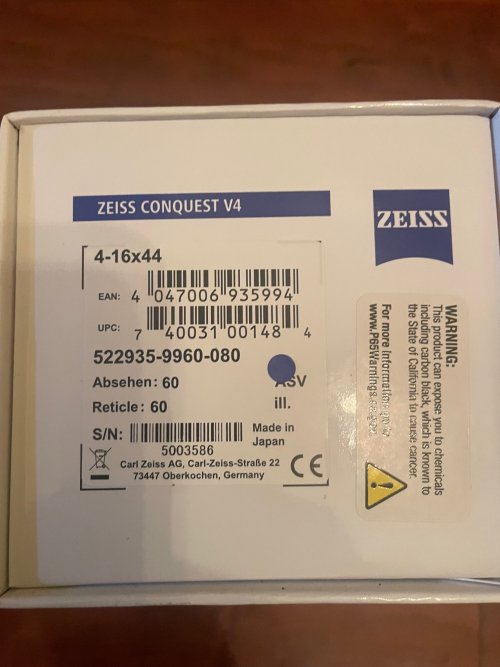 ZEISS CONQUEST V4
ZEISS
4-16x44
EAN: 4 047006 935994
UPC: 7 40031 00148 4
522935-9960-080
Absehen: 60 ASV
Reticle: 60 ill.
S/N:
5003586
Made in
Japan
Carl Zeiss AG, Carl-Zeiss-Straße 22
73447 Oberkochen, Germany
CE
WARNING:
This product can expose you to chemicals
including carbon black, which is known to
the State of California to cause cancer.
For more information go to
www.P65Warnings.ca.gov